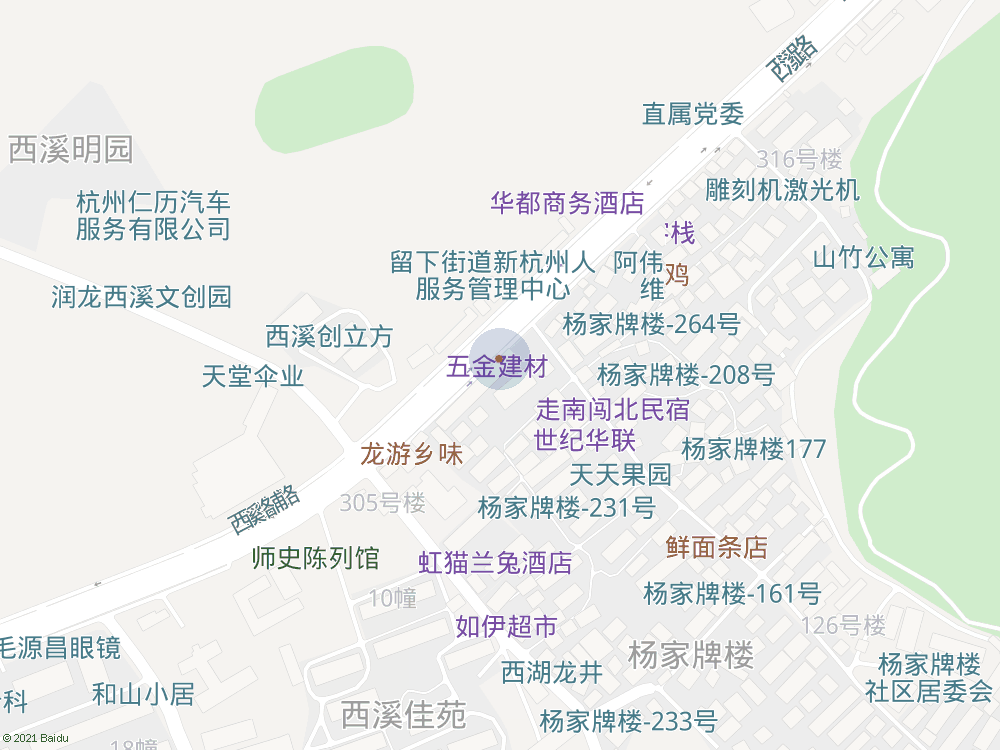 西溪路
直属党委
西溪明园
316号楼
雕刻机激光机
杭州仁历汽车
服务有限公司
华都商务酒店
栈
山竹公寓
留下街道新杭州人
服务管理中心
阿伟
维
鸡
润龙西溪文创园
杨家牌楼-264号
西溪创立方
五金建材
天堂伞业
杨家牌楼-208号
走南闯北民宿
世纪华联
杨家牌楼177
龙游乡味
天天果园
305号楼
杨家牌楼-231号
西溪路辅路
鲜面条店
师史陈列馆
虹猫兰兔酒店
杨家牌楼-161号
10幢
如伊超市
126号楼
毛源昌眼镜
杨家牌楼
西湖龙井
杨家牌楼
社区居委会
科
和山小居
西溪佳苑
杨家牌楼-233号
18幢
© 2021 Baidu